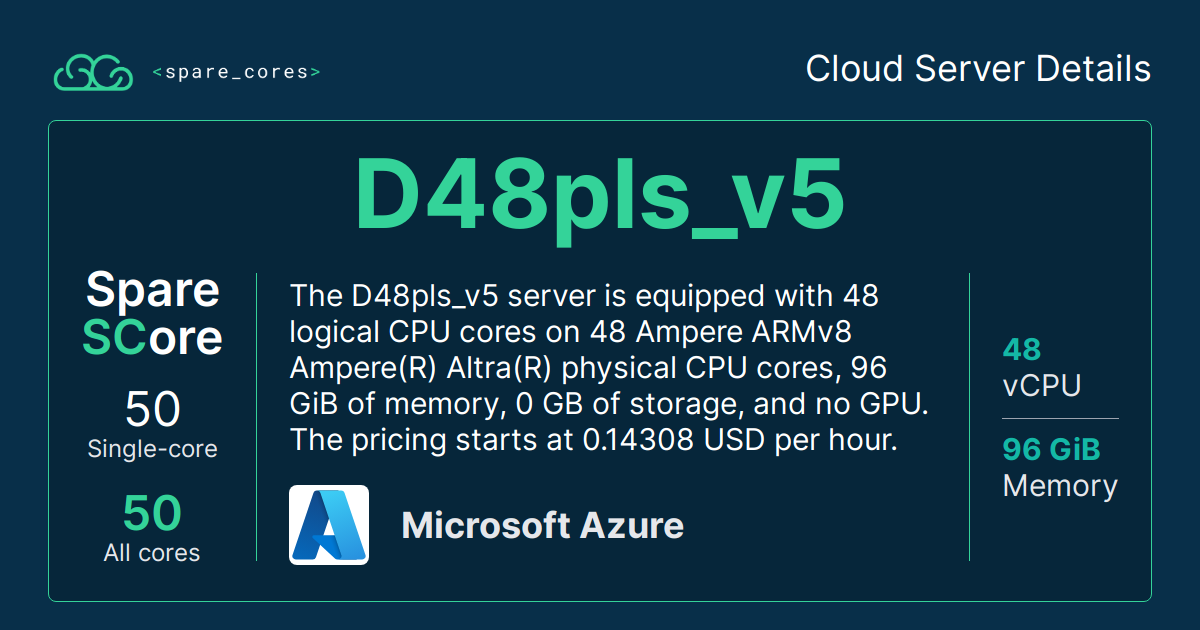 <spare_cores>
Cloud Server Details
D48pls_v5
Spare
SCore
50
Single-core
50
All cores
The D48pls_v5 server is equipped with 48
logical CPU cores on 48 Ampere ARMv8
Ampere(R) Altra(R) physical CPU cores, 96
GiB of memory, 0 GB of storage, and no GPU.
The pricing starts at 0.14308 USD per hour.
Microsoft Azure
48
vCPU
96 GiB
Memory